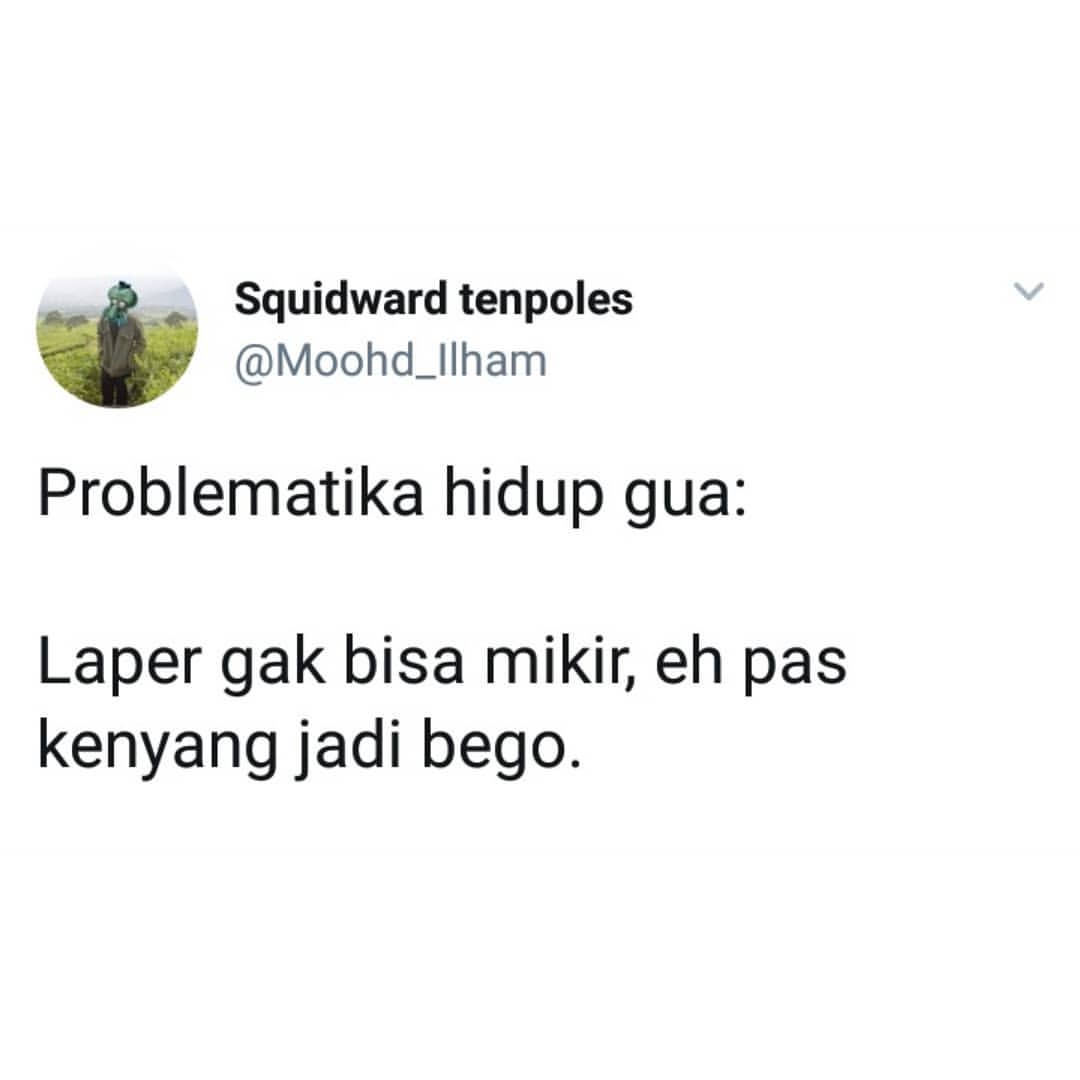 Squidward tenpoles
@Moohd_Ilham
Problematika hidup gua:
Laper gak bisa mikir, eh pas
kenyang jadi bego.